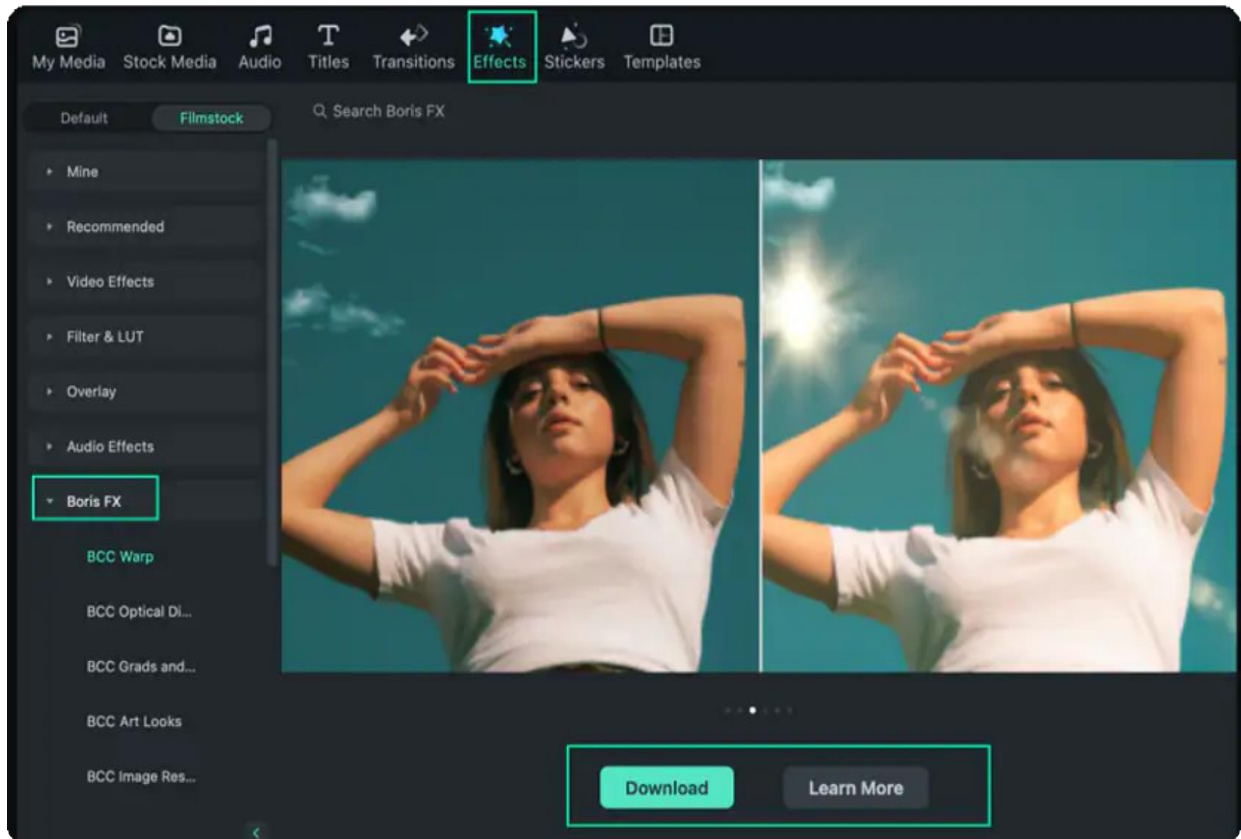 My Media Stock Media Audio Titles Transitions Effects Stickers Templates
Default Filmstock
Search Boris FX
Mine
Recommended
Video Effects
Filter & LUT
Overlay
Audio Effects
Boris FX
BCC Warp
BCC Optical Di...
BCC Grads and...
BCC Art Looks
BCC Image Res...
Download Learn More